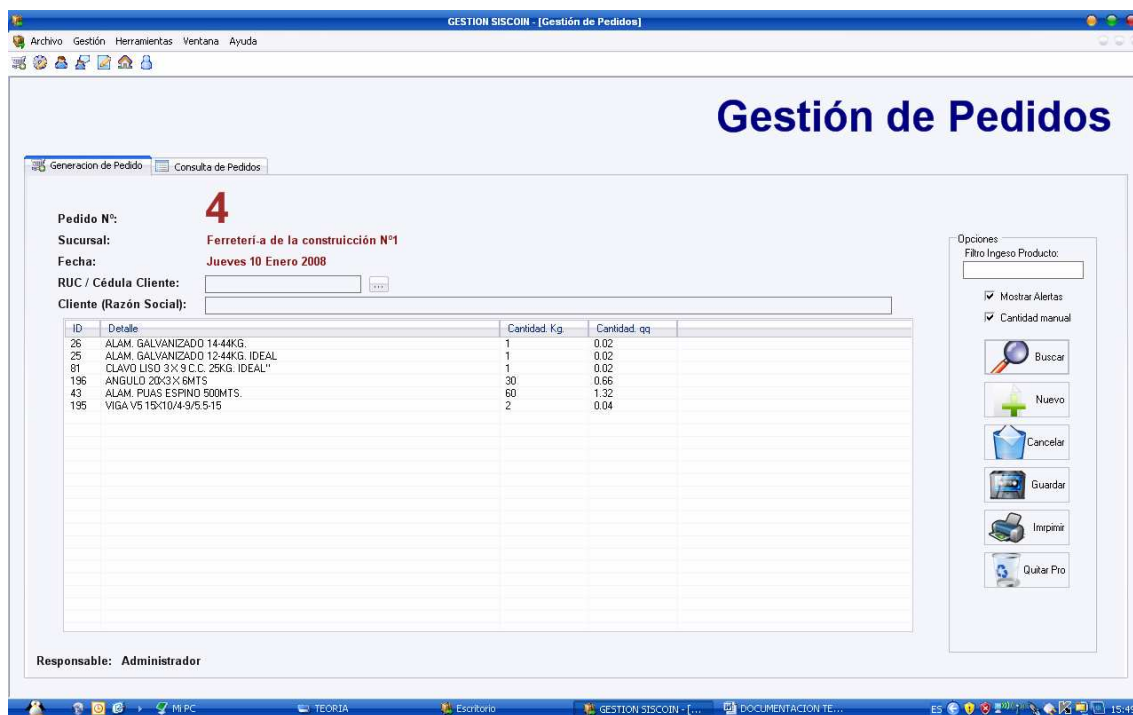 GESTION SISCOIN - [Gestión de Pedidos]
Archivo Gestión Herramientas Ventana Ayuda
Gestión de Pedidos
Generacion de Pedido Consulta de Pedidos
Pedido Nº: 4
Sucursal: Ferreterí-a de la construicción Nº1
Fecha: Jueves 10 Enero 2008
RUC / Cédula Cliente: ...
Cliente (Razón Social):
ID Detalle Cantidad. Kg. Cantidad. qq
26 ALAM. GALVANIZADO 14-44KG. 1 0.02
25 ALAM. GALVANIZADO 12-44KG. IDEAL 1 0.02
81 CLAVO LISO 3 X 9 C.C. 25KG. IDEAL" 1 0.02
196 ANGULO 20X3 X 6MTS 30 0.66
43 ALAM. PUAS ESPINO 500MTS. 60 1.32
195 VIGA V5 15X10/4-9/5.5-15 2 0.04
Opciones
Filtro Ingeso Producto:
Mostrar Alertas
Cantidad manual
Buscar
Nuevo
Cancelar
Guardar
Imprimir
Quitar Pro
Responsable: Administrador
Mi PC TEORIA Escritorio GESTION SISCOIN - [... DOCUMENTACION TE... ES 15:49